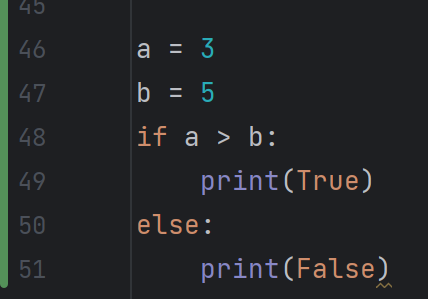 45
46 a = 3
47 b = 5
48 if a > b:
49     print(True)
50 else:
51     print(False)